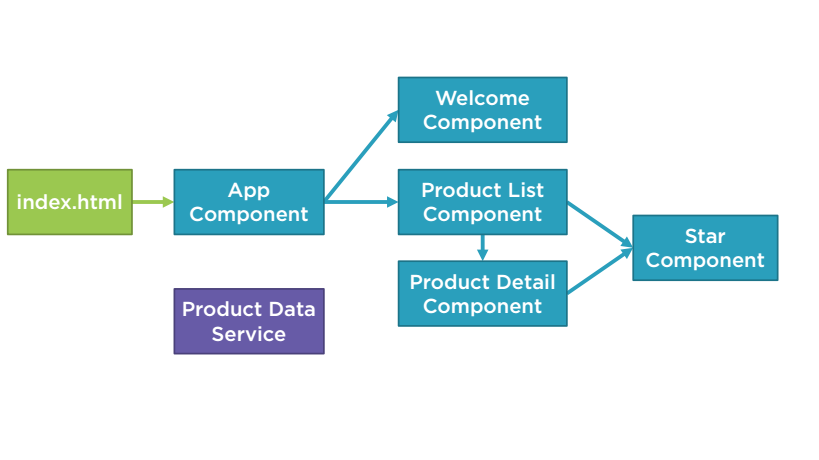 Welcome
Component
index.html
App
Component
Product List
Component
Star
Component
Product Detail
Component
Product Data
Service